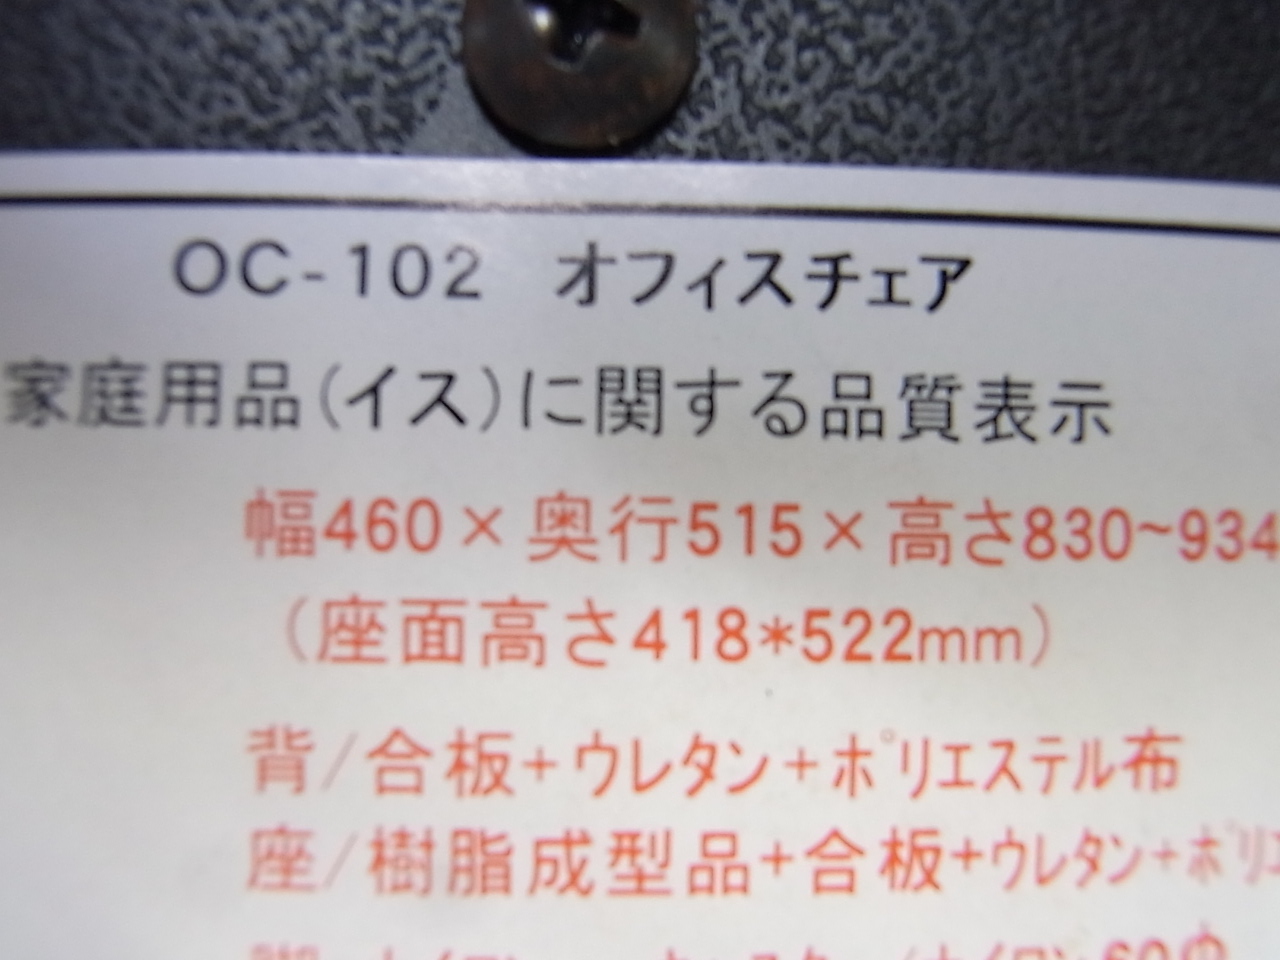 OC-102 オフィスチェア
家庭用品(イス)に関する品質表示
幅460×奥行515×高さ830~934
(座面高さ418*522mm)
背/合板+ウレタン+ポリエステル布
座/樹脂成型品+合板+ウレタン+ポリエ